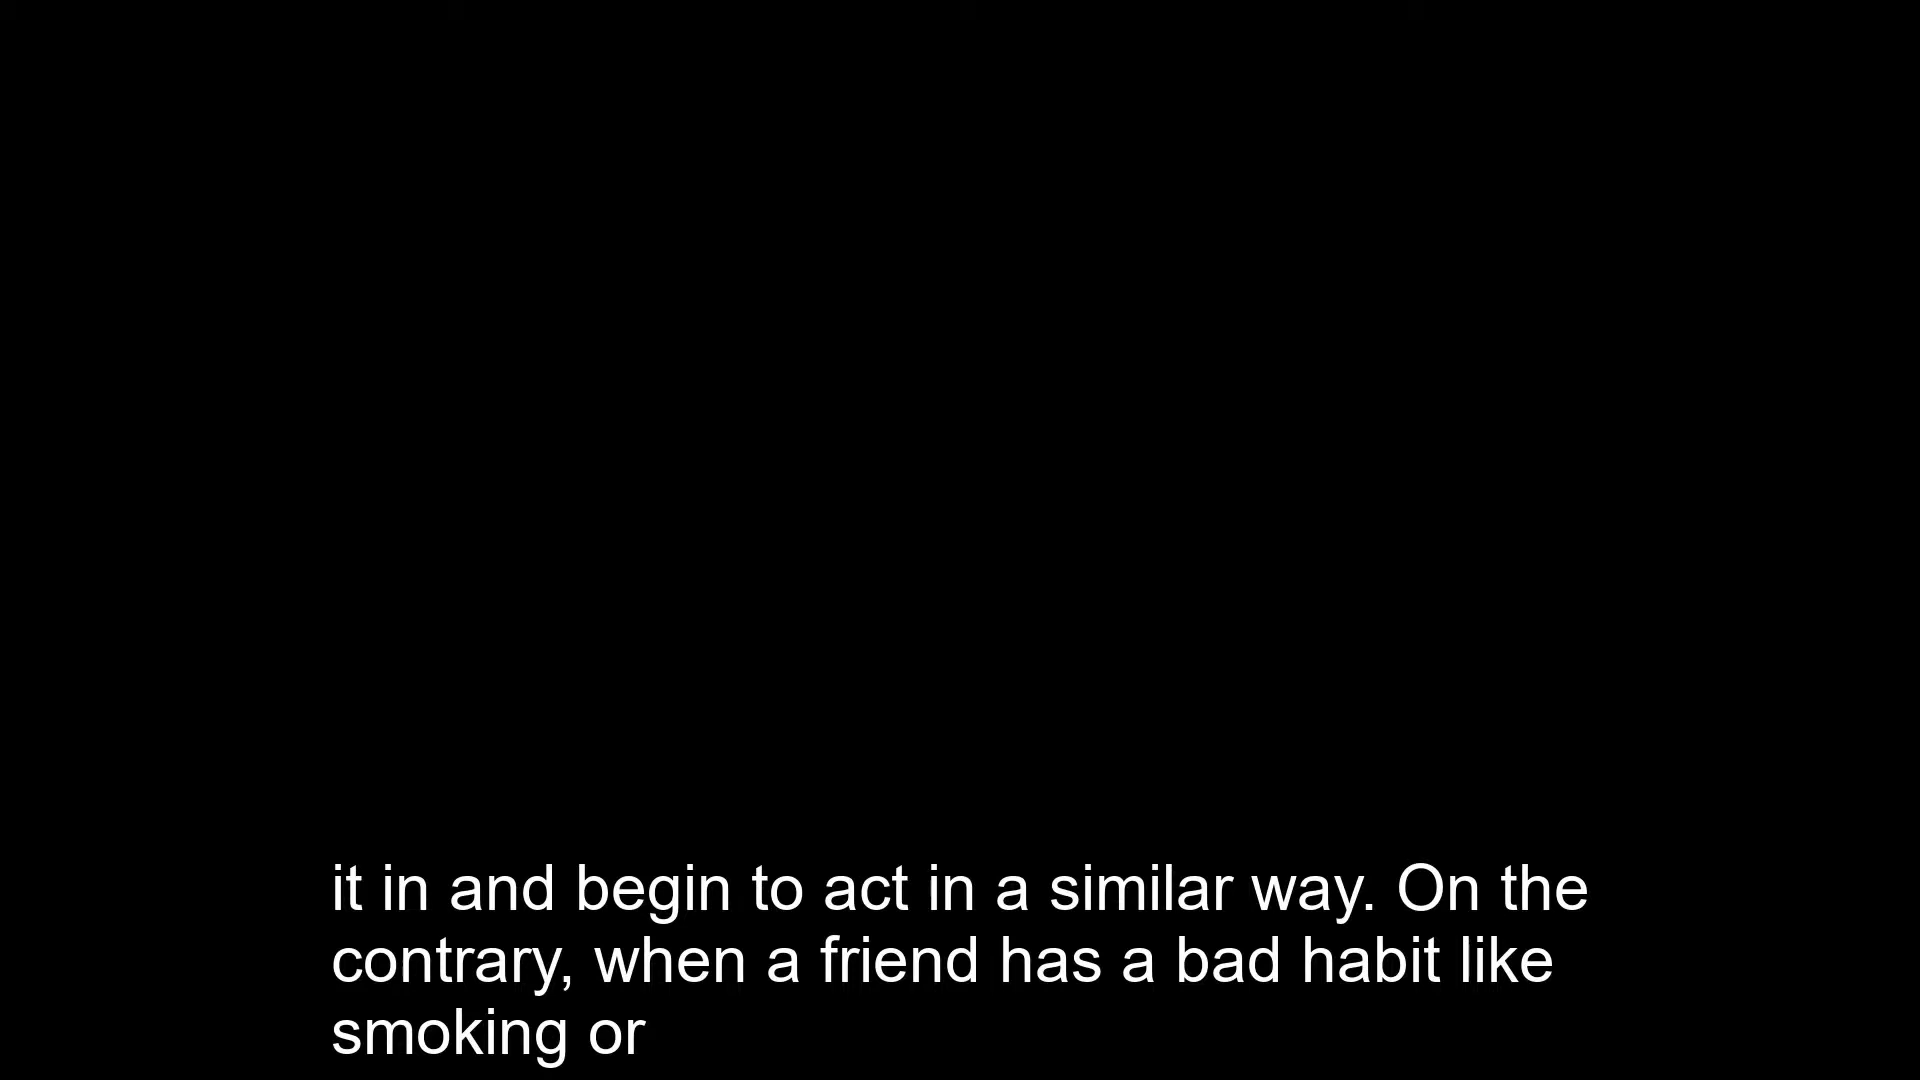 it in and begin to act in a similar way. On the
contrary, when a friend has a bad habit like
smoking or